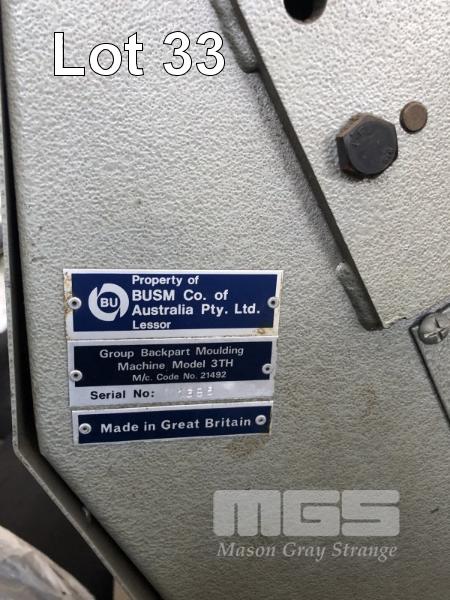 Lot 33
Property of
BU
BUSM Co. of
Australia Pty. Ltd.
Lessor
Group Backpart Moulding
Machine Model 3TH
M/c. Code No. 21492
Serial No:
Made in Great Britain
MGS
Mason Gray Strange